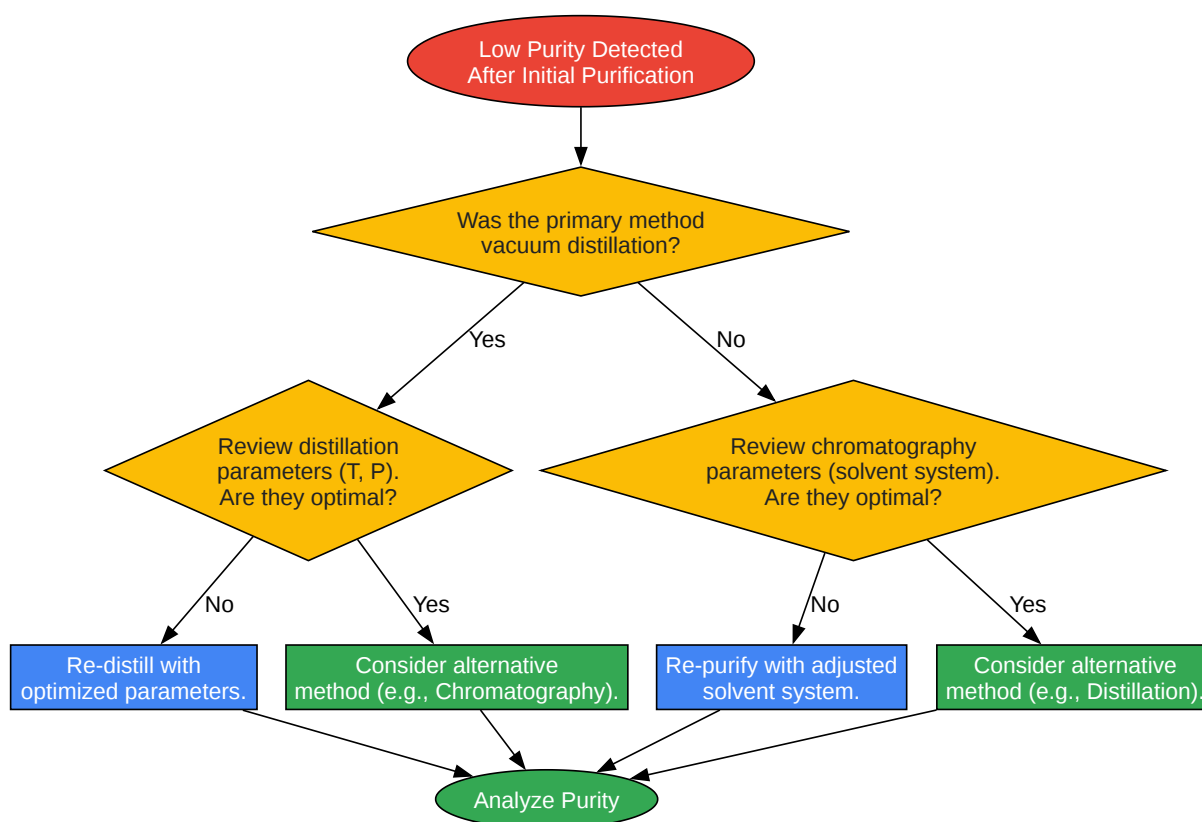 Low Purity Detected
After Initial Purification
Was the primary method
vacuum distillation?
Yes
No
Review distillation
parameters (T, P).
Are they optimal?
Review chromatography
parameters (solvent system).
Are they optimal?
No
Yes
No
Yes
Re-distill with
optimized parameters.
Consider alternative
method (e.g., Chromatography).
Re-purify with adjusted
solvent system.
Consider alternative
method (e.g., Distillation).
Analyze Purity